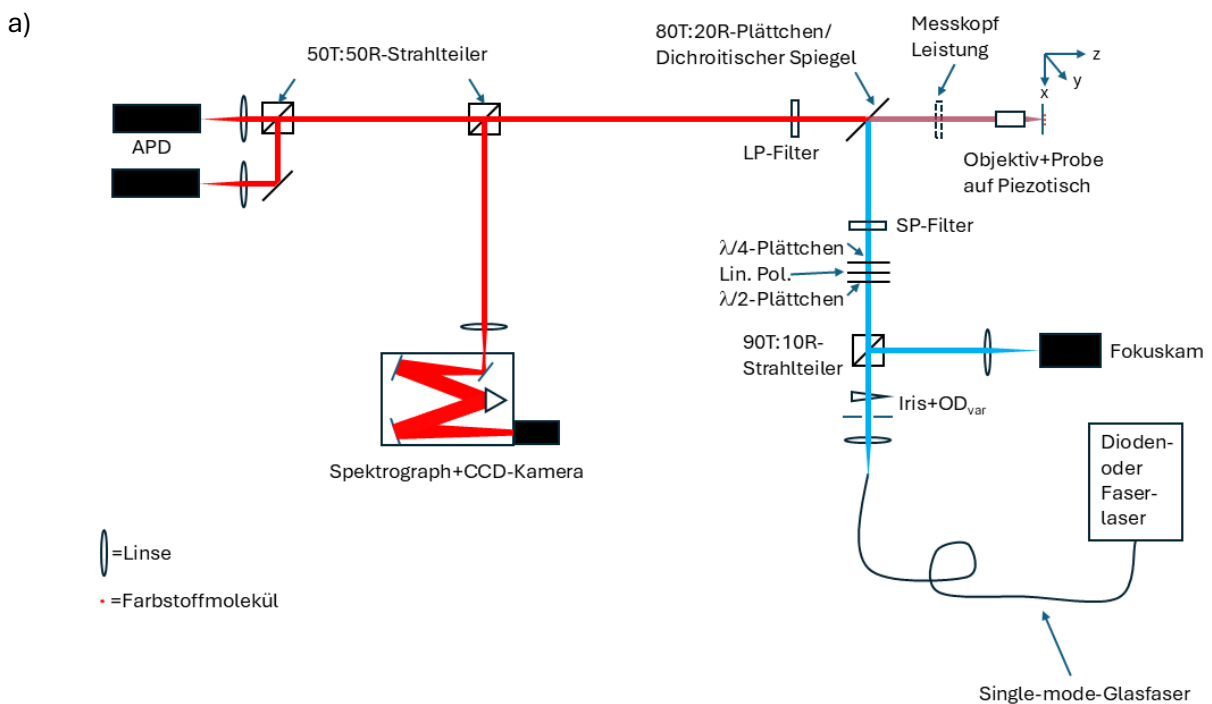 a)
50T:50R-Strahlteiler
80T:20R-Plättchen/
Dichroitischer Spiegel
Messkopf
Leistung
z
y
x
APD
LP-Filter
Objektiv+Probe
auf Piezotisch
SP-Filter
λ/4-Plättchen
Lin. Pol.
λ/2-Plättchen
90T:10R-
Strahlteiler
Fokuskam
Iris+ODvar
Spektrograph+CCD-Kamera
Dioden-
oder
Faser-
laser
=Linse
=Farbstoffmolekül
Single-mode-Glasfaser